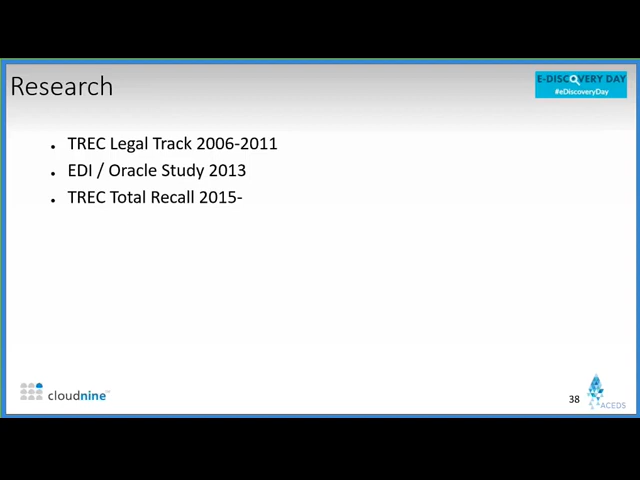 Research
E-DISCOVERY DAY
#eDiscoveryDay
TREC Legal Track 2006-2011
EDI / Oracle Study 2013
TREC Total Recall 2015-
cloudnine
38
ACEDS